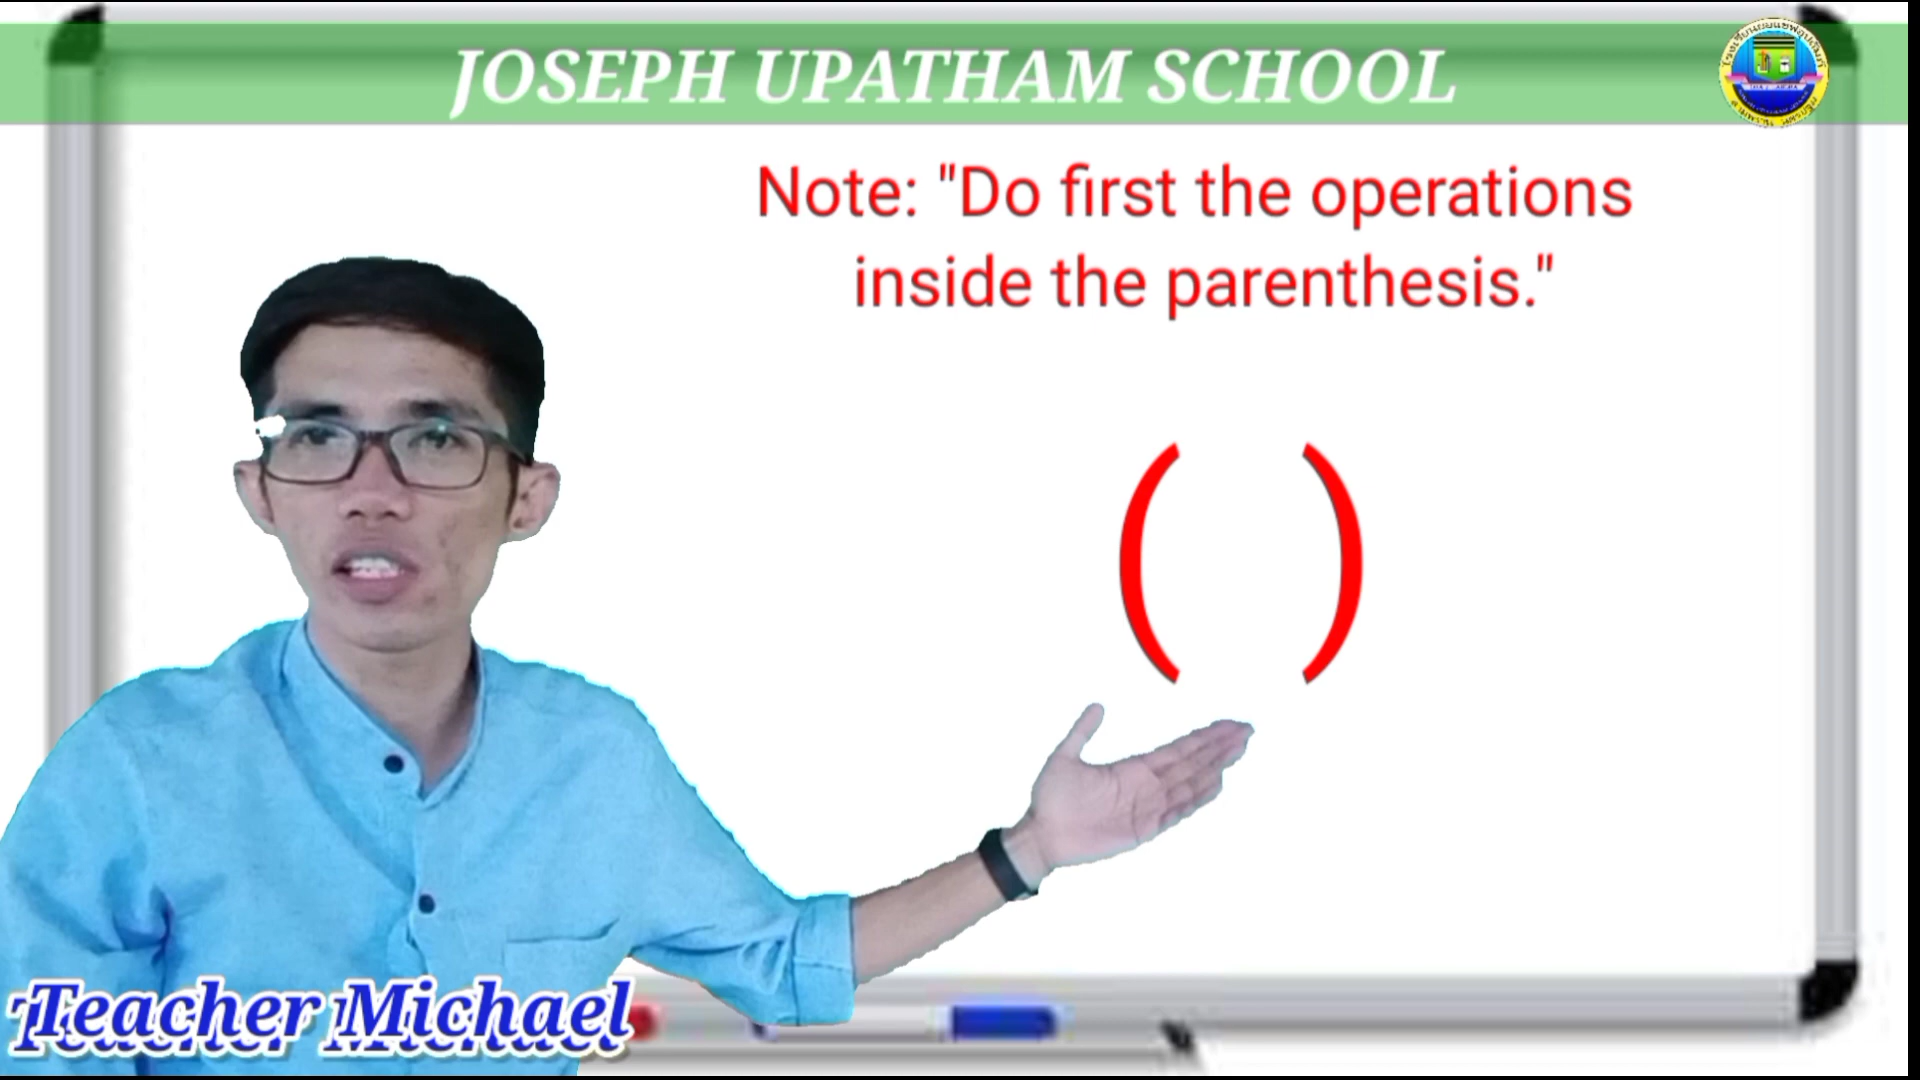 JOSEPH UPATHAM SCHOOL
Note: "Do first the operations
inside the parenthesis."
( )
Teacher Michael